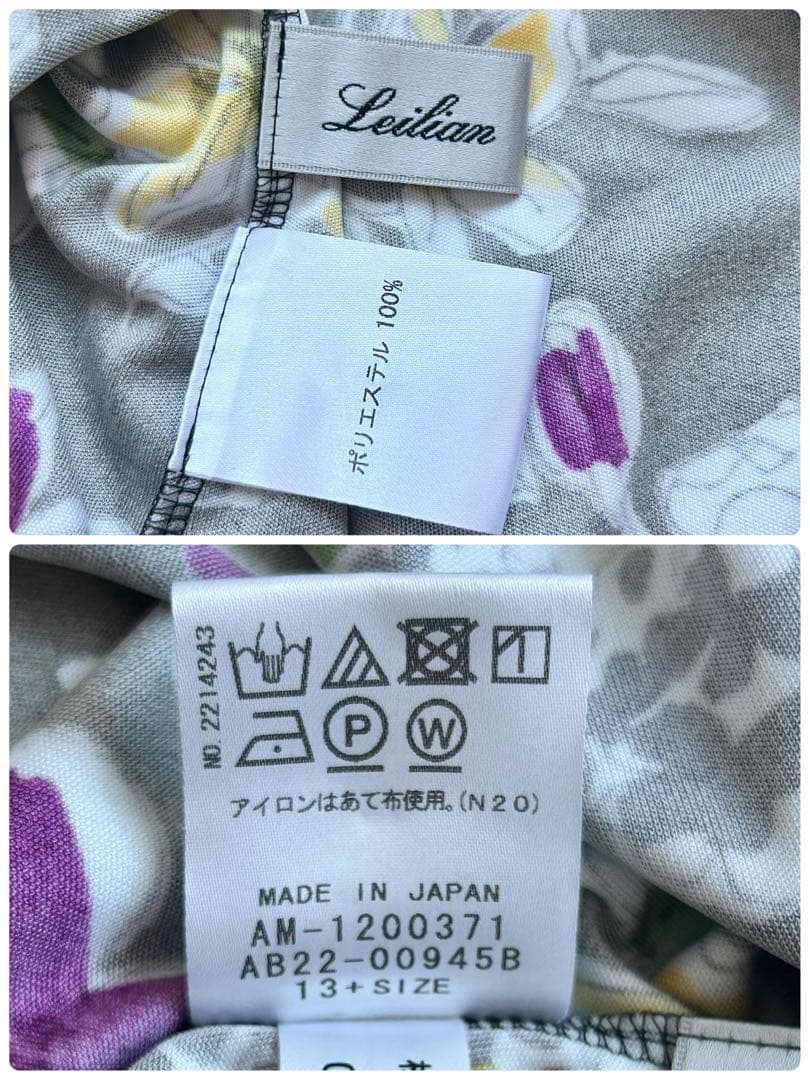 Leilian
ポリエステル 100%
NO. 2214243
P W
アイロンはあて布使用。(N20)
MADE IN JAPAN
AM-1200371
AB22-00945B
13+SIZE